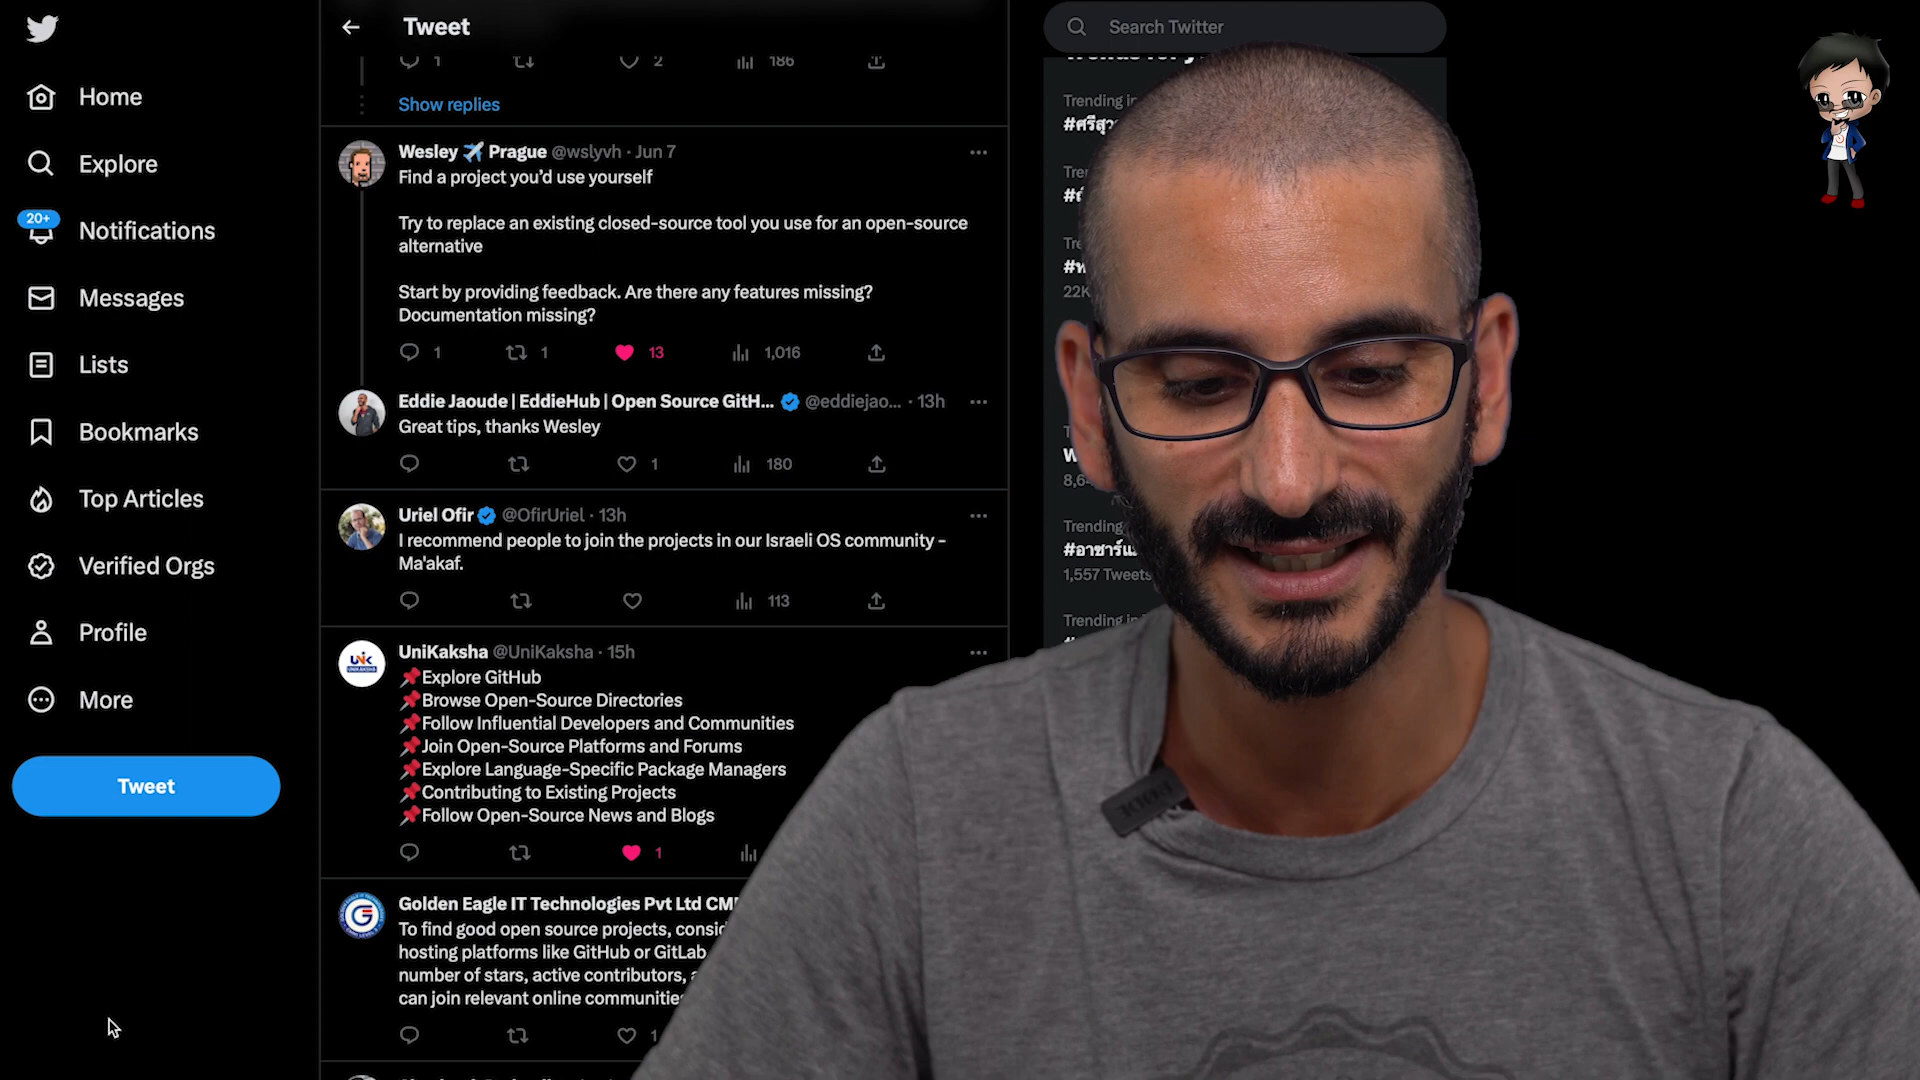 Tweet
Search Twitter
Home
Explore
20+
Notifications
Messages
Lists
Bookmarks
Top Articles
Verified Orgs
Profile
More
Tweet
1
2
186
Show replies
Wesley ✈️ Prague @wslyvh · Jun 7
Find a project you'd use yourself
Try to replace an existing closed-source tool you use for an open-source
alternative
Start by providing feedback. Are there any features missing?
Documentation missing?
1
1
13
1,016
Eddie Jaoude | EddieHub | Open Source GitH... @eddiejao... · 13h
Great tips, thanks Wesley
1
180
Uriel Ofir @OfirUriel · 13h
I recommend people to join the projects in our Israeli OS community -
Ma'akaf.
113
UNIK
UniKaksha @UniKaksha · 15h
📌Explore GitHub
📌Browse Open-Source Directories
📌Follow Influential Developers and Communities
📌Join Open-Source Platforms and Forums
📌Explore Language-Specific Package Managers
📌Contributing to Existing Projects
📌Follow Open-Source News and Blogs
1
Golden Eagle IT Technologies Pvt Ltd
To find good open source projects,
hosting platforms like GitHub or GitLab
number of stars, active contributors,
can join relevant online
1
Trending
22K
Trending
1,557 Tweets
Trending